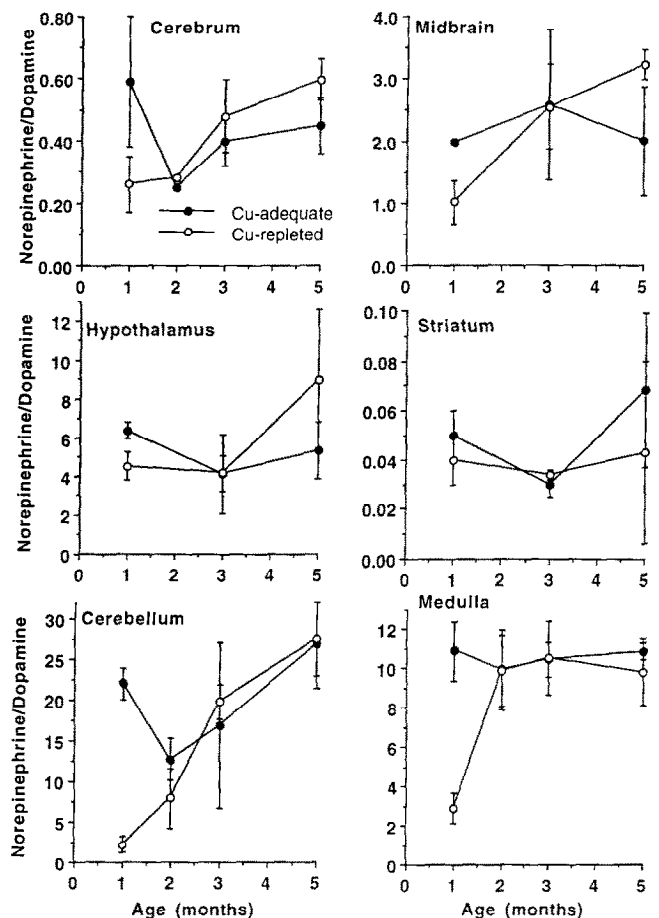 Cerebrum
Norepinephrine/Dopamine
0.80
0.60
0.40
0.20
0.00
0 1 2 3 4 5
Cu-adequate
Cu-repleted
Midbrain
4.0
3.0
2.0
1.0
0.0
0 1 2 3 4 5
Hypothalamus
Norepinephrine/Dopamine
12
10
8
6
4
2
0
0 1 2 3 4 5
Striatum
0.10
0.08
0.06
0.04
0.02
0.00
0 1 2 3 4 5
Cerebellum
Norepinephrine/Dopamine
30
25
20
15
10
5
0
0 1 2 3 4 5
Age (months)
Medulla
12
10
8
6
4
2
0
0 1 2 3 4 5
Age (months)